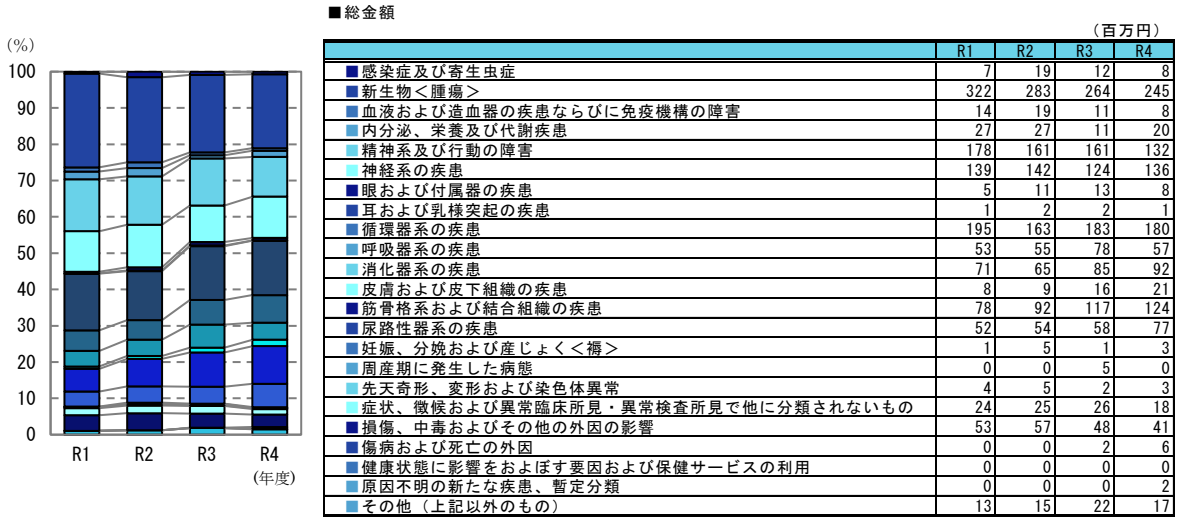 ■総金額
(百万円)
(%)
100
90
80
70
60
50
40
30
20
10
0
R1 R2 R3 R4
(年度)
R1 R2 R3 R4
■感染症及び寄生虫症 7 19 12 8
■新生物＜腫瘍＞ 322 283 264 245
■血液および造血器の疾患ならびに免疫機構の障害 14 19 11 8
■内分泌、栄養及び代謝疾患 27 27 11 20
■精神系及び行動の障害 178 161 161 132
■神経系の疾患 139 142 124 136
■眼および付属器の疾患 5 11 13 8
■耳および乳様突起の疾患 1 2 2 1
■循環器系の疾患 195 163 183 180
■呼吸器系の疾患 53 55 78 57
■消化器系の疾患 71 65 85 92
■皮膚および皮下組織の疾患 8 9 16 21
■筋骨格系および結合組織の疾患 78 92 117 124
■尿路性器系の疾患 52 54 58 77
■妊娠、分娩および産じょく＜褥＞ 1 5 1 3
■周産期に発生した病態 0 0 5 0
■先天奇形、変形および染色体異常 4 5 2 3
■症状、徴候および異常臨床所見・異常検査所見で他に分類されないもの 24 25 26 18
■損傷、中毒およびその他の外因の影響 53 57 48 41
■傷病および死亡の外因 0 0 2 6
■健康状態に影響をおよぼす要因および保健サービスの利用 0 0 0 0
■原因不明の新たな疾患、暫定分類 0 0 0 2
■その他（上記以外のもの） 13 15 22 17